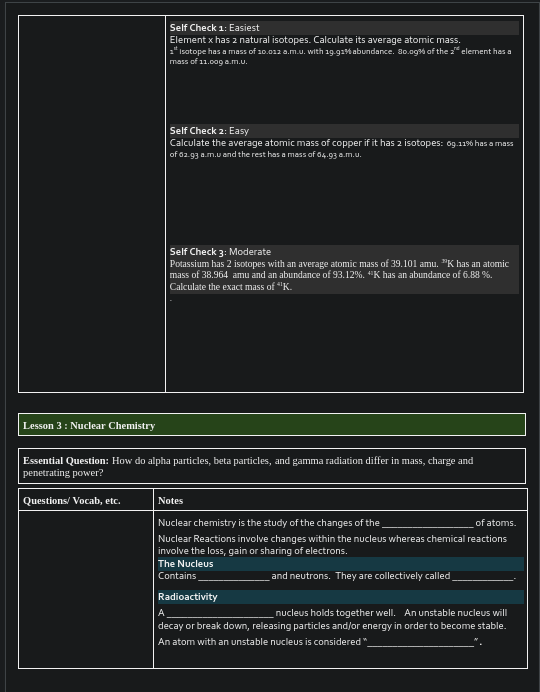 Self Check 1: Easiest
Element x has 2 natural isotopes. Calculate its average atomic mass.
1st isotope has a mass of 10.012 a.m.u. with 19.91% abundance. 80.09% of the 2nd element has a
mass of 11.009 a.m.u.
Self Check 2: Easy
Calculate the average atomic mass of copper if it has 2 isotopes: 69.11% has a mass
of 62.93 a.m.u and the rest has a mass of 64.93 a.m.u.
Self Check 3: Moderate
Potassium has 2 isotopes with an average atomic mass of 39.101 amu. ³⁹K has an atomic
mass of 38.964 amu and an abundance of 93.12%. ⁴¹K has an abundance of 6.88 %.
Calculate the exact mass of ⁴¹K.
.
Lesson 3 : Nuclear Chemistry
Essential Question: How do alpha particles, beta particles, and gamma radiation differ in mass, charge and
penetrating power?
Questions/ Vocab, etc. Notes
Nuclear chemistry is the study of the changes of the __________________ of atoms.
Nuclear Reactions involve changes within the nucleus whereas chemical reactions
involve the loss, gain or sharing of electrons.
The Nucleus
Contains ______________ and neutrons. They are collectively called ____________.
Radioactivity
A _____________________ nucleus holds together well. An unstable nucleus will
decay or break down, releasing particles and/or energy in order to become stable.
An atom with an unstable nucleus is considered “_____________________” .